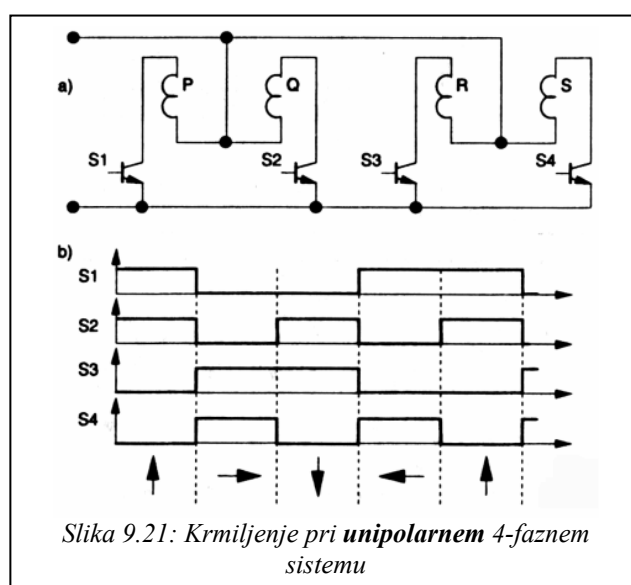 a)
P Q R S
S1 S2 S3 S4
b)
S1
S2
S3
S4
Slika 9.21: Krmiljenje pri unipolarnem 4-faznem
sistemu